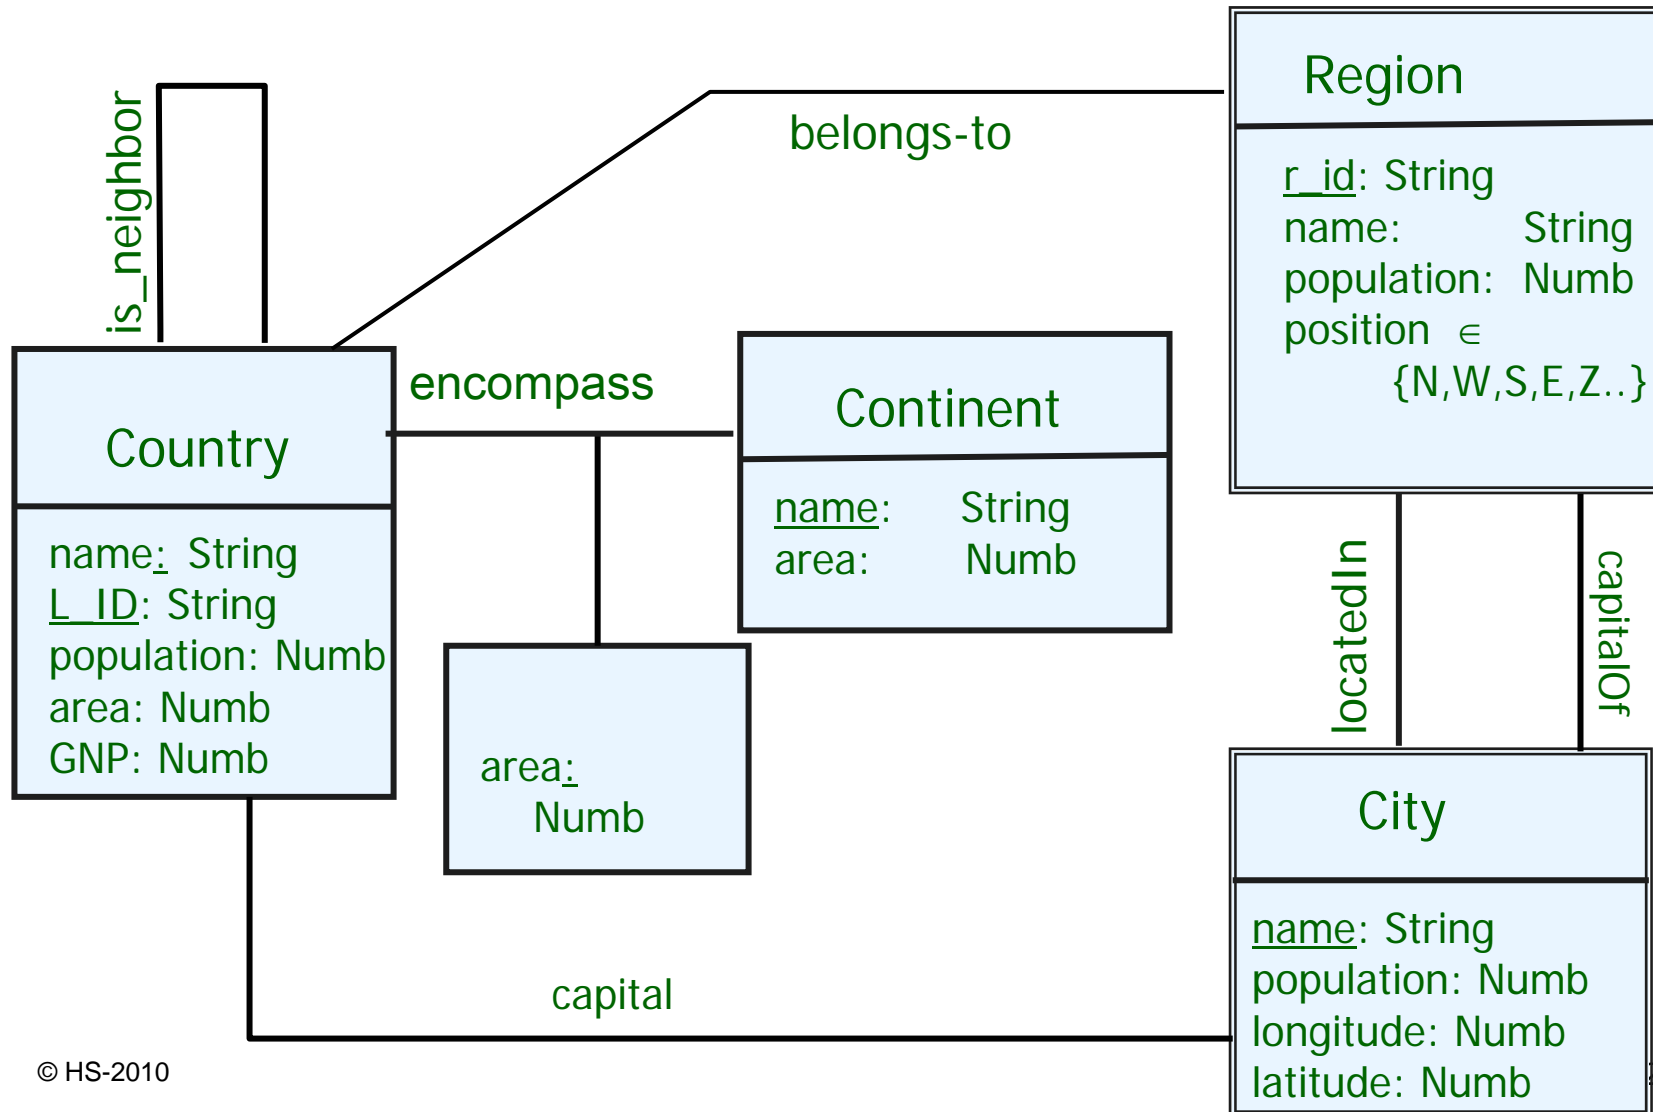 Region
r_id: String
name: String
population: Numb
position ∈
{N,W,S,E,Z..}
belongs-to
is_neighbor
encompass
Country
name: String
L_ID: String
population: Numb
area: Numb
GNP: Numb
Continent
name: String
area: Numb
area:
Numb
locatedIn
capitalOf
City
name: String
population: Numb
longitude: Numb
latitude: Numb
capital
© HS-2010